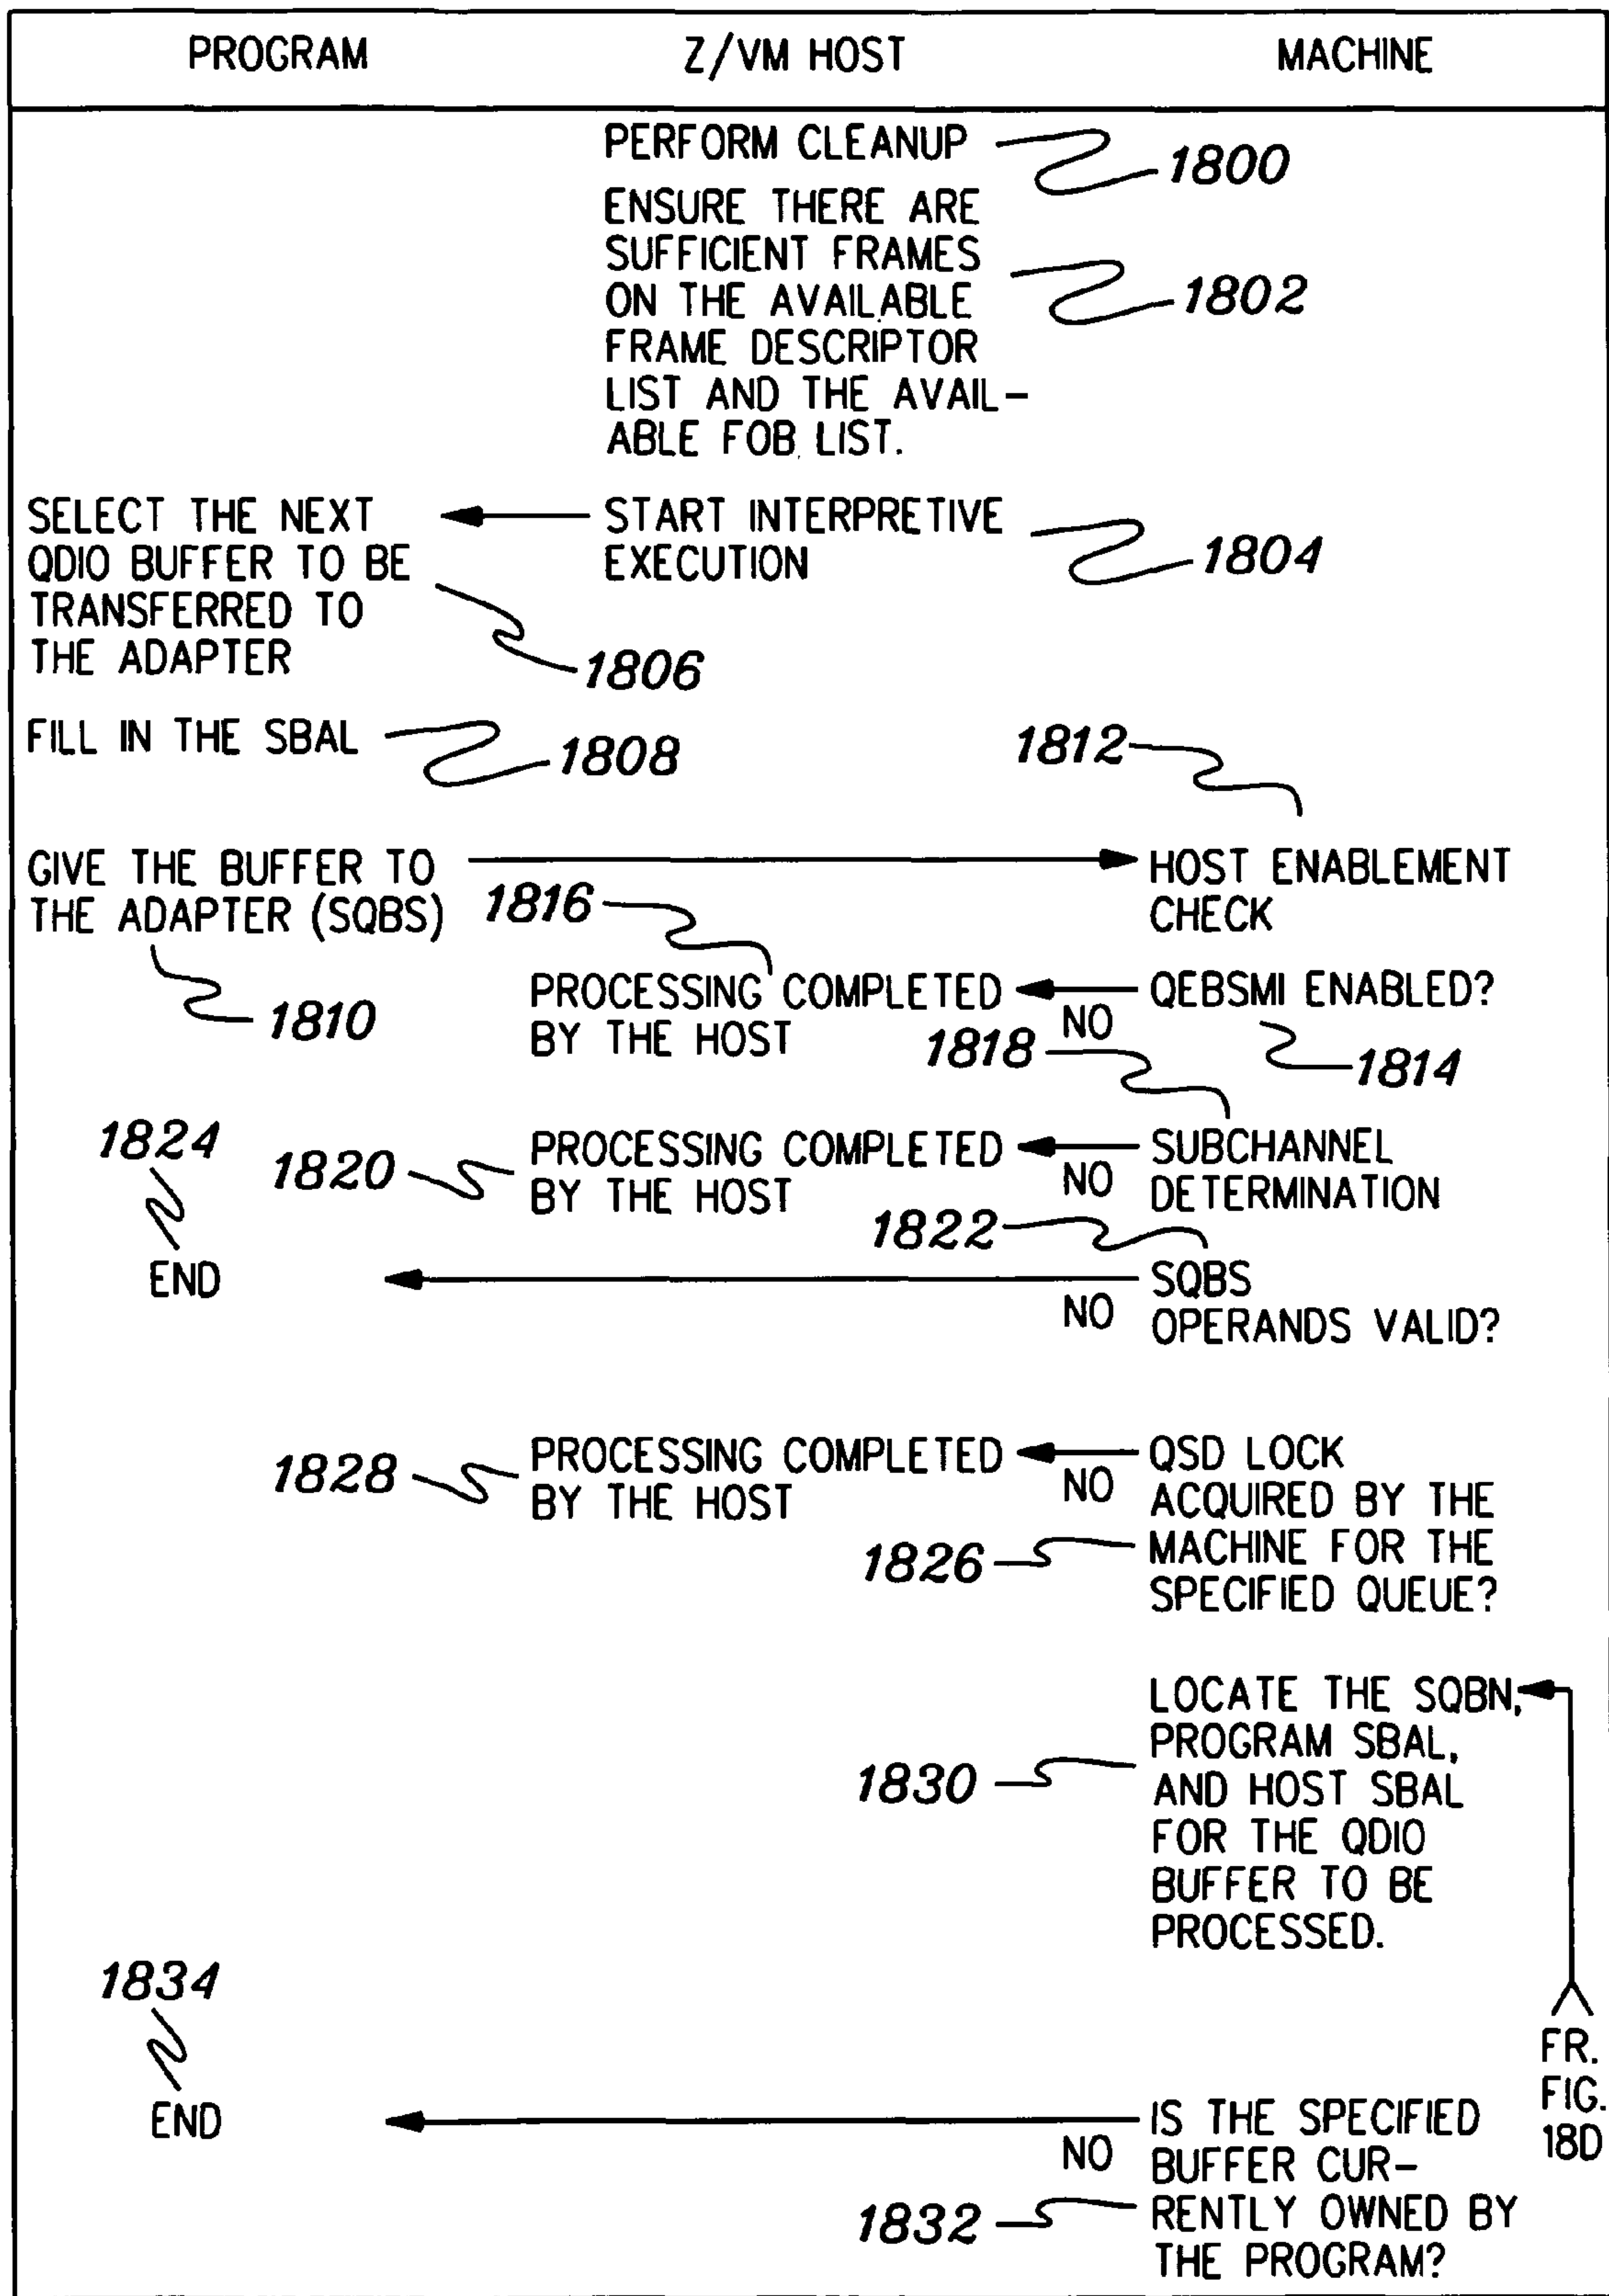 PROGRAM
Z/VM HOST
MACHINE
PERFORM CLEANUP
1800
ENSURE THERE ARE
SUFFICIENT FRAMES
ON THE AVAILABLE
FRAME DESCRIPTOR
LIST AND THE AVAIL-
ABLE FOB LIST.
1802
START INTERPRETIVE
EXECUTION
1804
SELECT THE NEXT
QDIO BUFFER TO BE
TRANSFERRED TO
THE ADAPTER
1806
FILL IN THE SBAL
1808
1812
GIVE THE BUFFER TO
THE ADAPTER (SQBS)
1810
HOST ENABLEMENT
CHECK
1816
PROCESSING COMPLETED
BY THE HOST
NO
QEBSMI ENABLED?
1814
1818
1820
PROCESSING COMPLETED
BY THE HOST
NO
SUBCHANNEL
DETERMINATION
1824
END
1822
NO
SQBS
OPERANDS VALID?
1828
PROCESSING COMPLETED
BY THE HOST
NO
QSD LOCK
ACQUIRED BY THE
MACHINE FOR THE
SPECIFIED QUEUE?
1826
LOCATE THE SQBN,
PROGRAM SBAL,
AND HOST SBAL
FOR THE QDIO
BUFFER TO BE
PROCESSED.
1830
FR.
FIG.
18D
1834
END
NO
IS THE SPECIFIED
BUFFER CUR-
RENTLY OWNED BY
THE PROGRAM?
1832